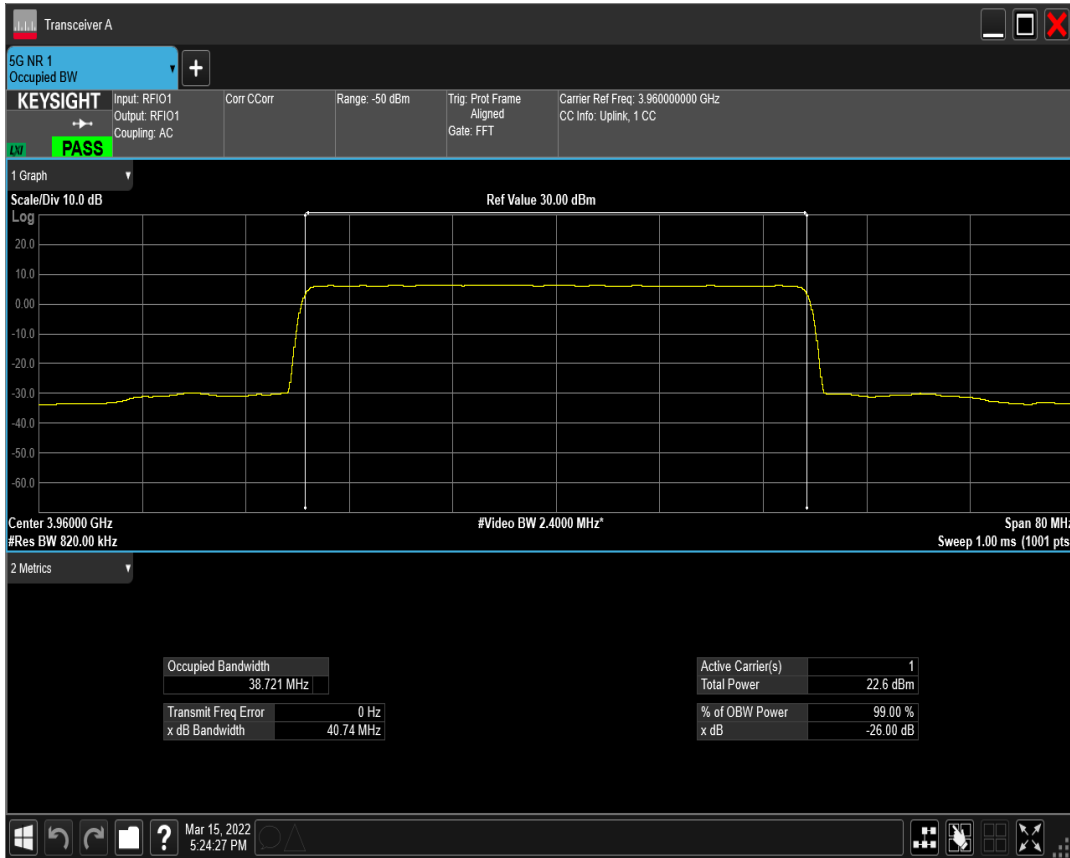 Transceiver A
5G NR 1
Occupied BW
KEYSIGHT
LXI
PASS
Input: RFIO1
Output: RFIO1
Coupling: AC
Corr CCorr
Range: -50 dBm
Trig: Prot Frame
Aligned
Gate: FFT
Carrier Ref Freq: 3.960000000 GHz
CC Info: Uplink, 1 CC
1 Graph
Scale/Div 10.0 dB
Ref Value 30.00 dBm
Log
20.0
10.0
0.00
-10.0
-20.0
-30.0
-40.0
-50.0
-60.0
Center 3.96000 GHz
#Video BW 2.4000 MHz*
Span 80 MHz
#Res BW 820.00 kHz
Sweep 1.00 ms (1001 pts
2 Metrics
Occupied Bandwidth
38.721 MHz
Transmit Freq Error 0 Hz
x dB Bandwidth 40.74 MHz
Active Carrier(s) 1
Total Power 22.6 dBm
% of OBW Power 99.00 %
x dB -26.00 dB
?
Mar 15, 2022
5:24:27 PM